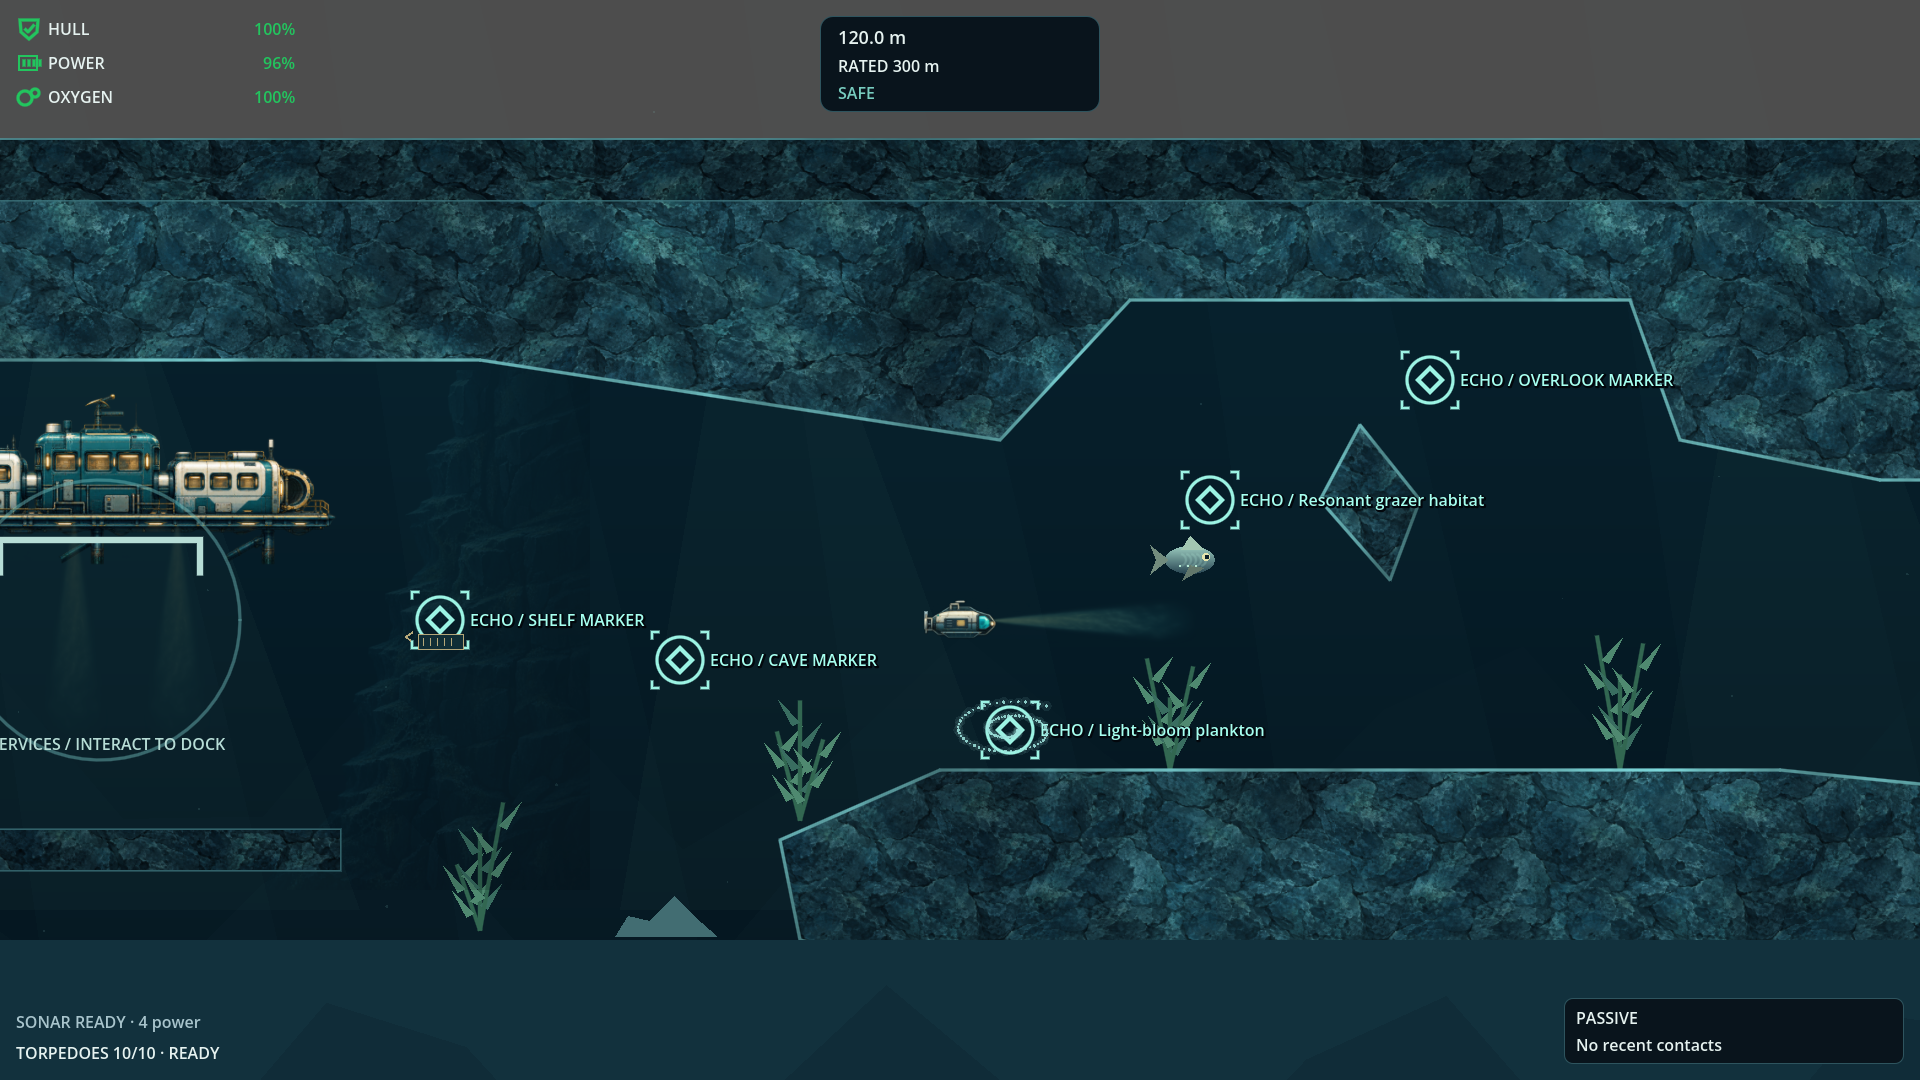 HULL 100%
POWER 96%
OXYGEN 100%
120.0 m
RATED 300 m
SAFE
ECHO / OVERLOOK MARKER
ECHO / Resonant grazer habitat
ECHO / SHELF MARKER
ECHO / CAVE MARKER
ECHO / Light-bloom plankton
ERVICES / INTERACT TO DOCK
SONAR READY · 4 power
TORPEDOES 10/10 · READY
PASSIVE
No recent contacts